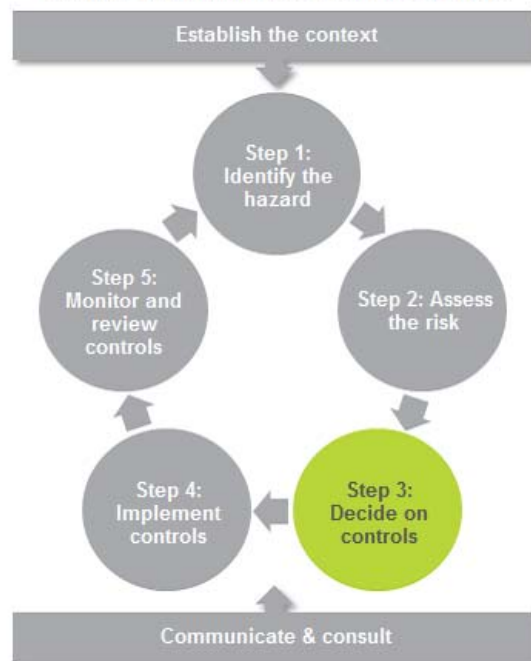 Establish the context
Step 1:
Identify the
hazard
Step 2: Assess
the risk
Step 3:
Decide on
controls
Step 4:
Implement
controls
Step 5:
Monitor and
review
controls
Communicate & consult